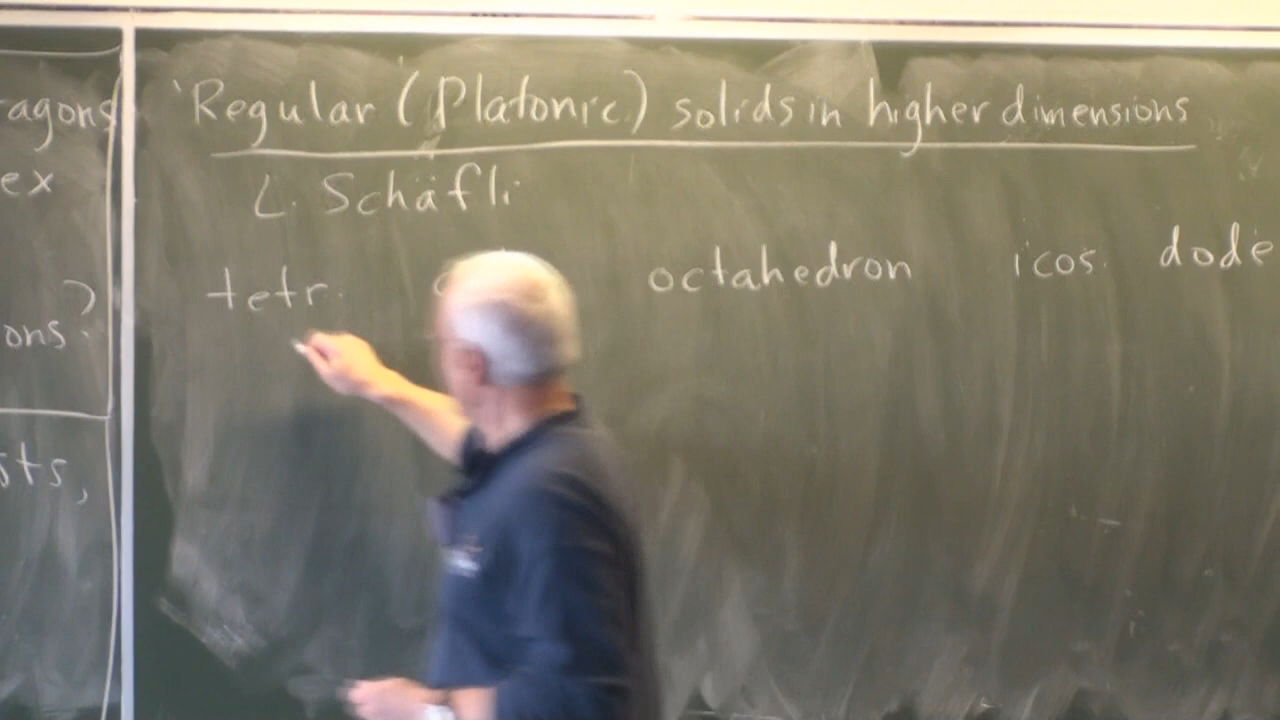 agons
ex
ons?
sts,
Regular (Platonic) solids in higher dimensions
L. Schäfli
tetr. octahedron icos. dode